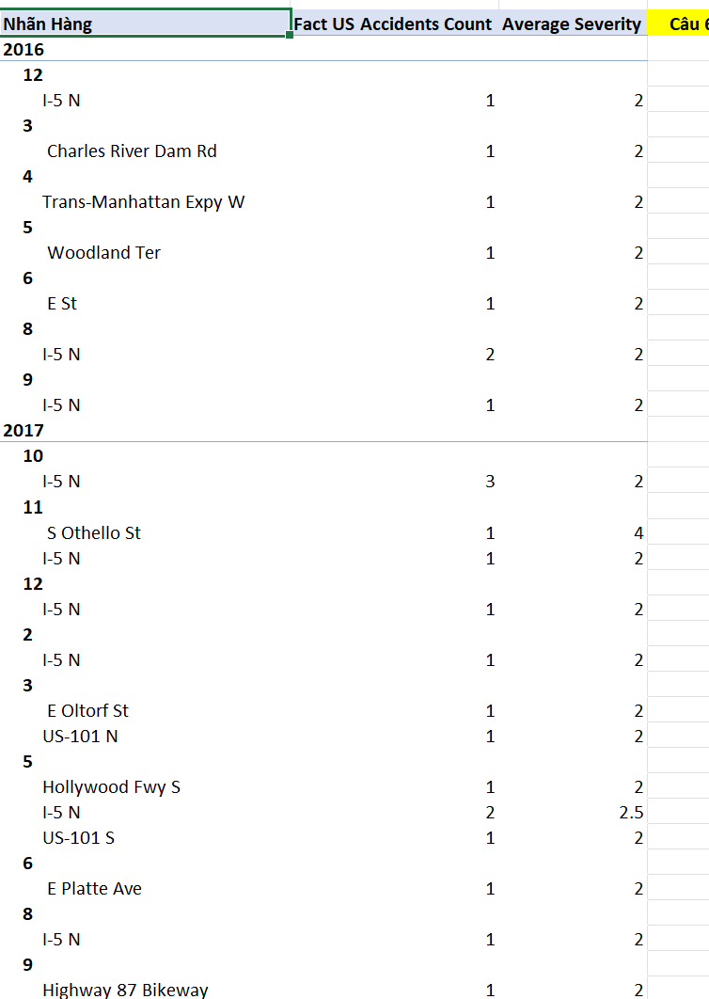 Nhãn Hàng Fact US Accidents Count Average Severity Câu
2016
12
I-5 N 1 2
3
Charles River Dam Rd 1 2
4
Trans-Manhattan Expy W 1 2
5
Woodland Ter 1 2
6
E St 1 2
8
I-5 N 2 2
9
I-5 N 1 2
2017
10
I-5 N 3 2
11
S Othello St 1 4
I-5 N 1 2
12
I-5 N 1 2
2
I-5 N 1 2
3
E Oltorf St 1 2
US-101 N 1 2
5
Hollywood Fwy S 1 2
I-5 N 2 2.5
US-101 S 1 2
6
E Platte Ave 1 2
8
I-5 N 1 2
9
Highway 87 Bikeway 1 2